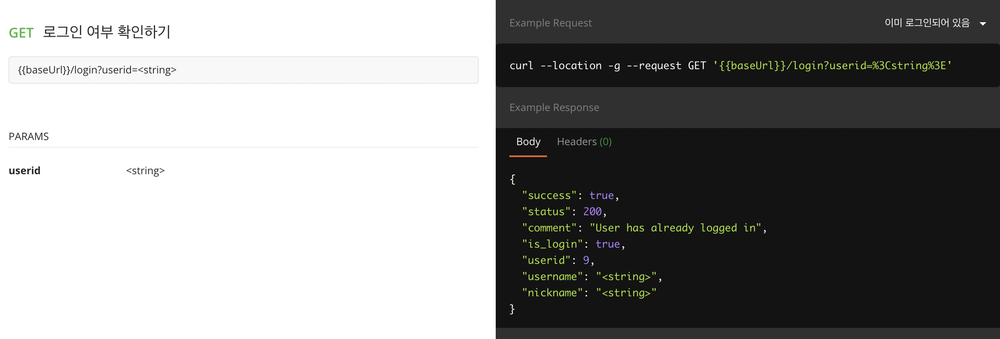 GET 로그인 여부 확인하기
{{baseUrl}}/login?userid=<string>
PARAMS
userid <string>
Example Request 이미 로그인되어 있음
curl --location -g --request GET '{{baseUrl}}/login?userid=%3Cstring%3E'
Example Response
Body Headers (0)
{
  "success": true,
  "status": 200,
  "comment": "User has already logged in",
  "is_login": true,
  "userid": 9,
  "username": "<string>",
  "nickname": "<string>"
}